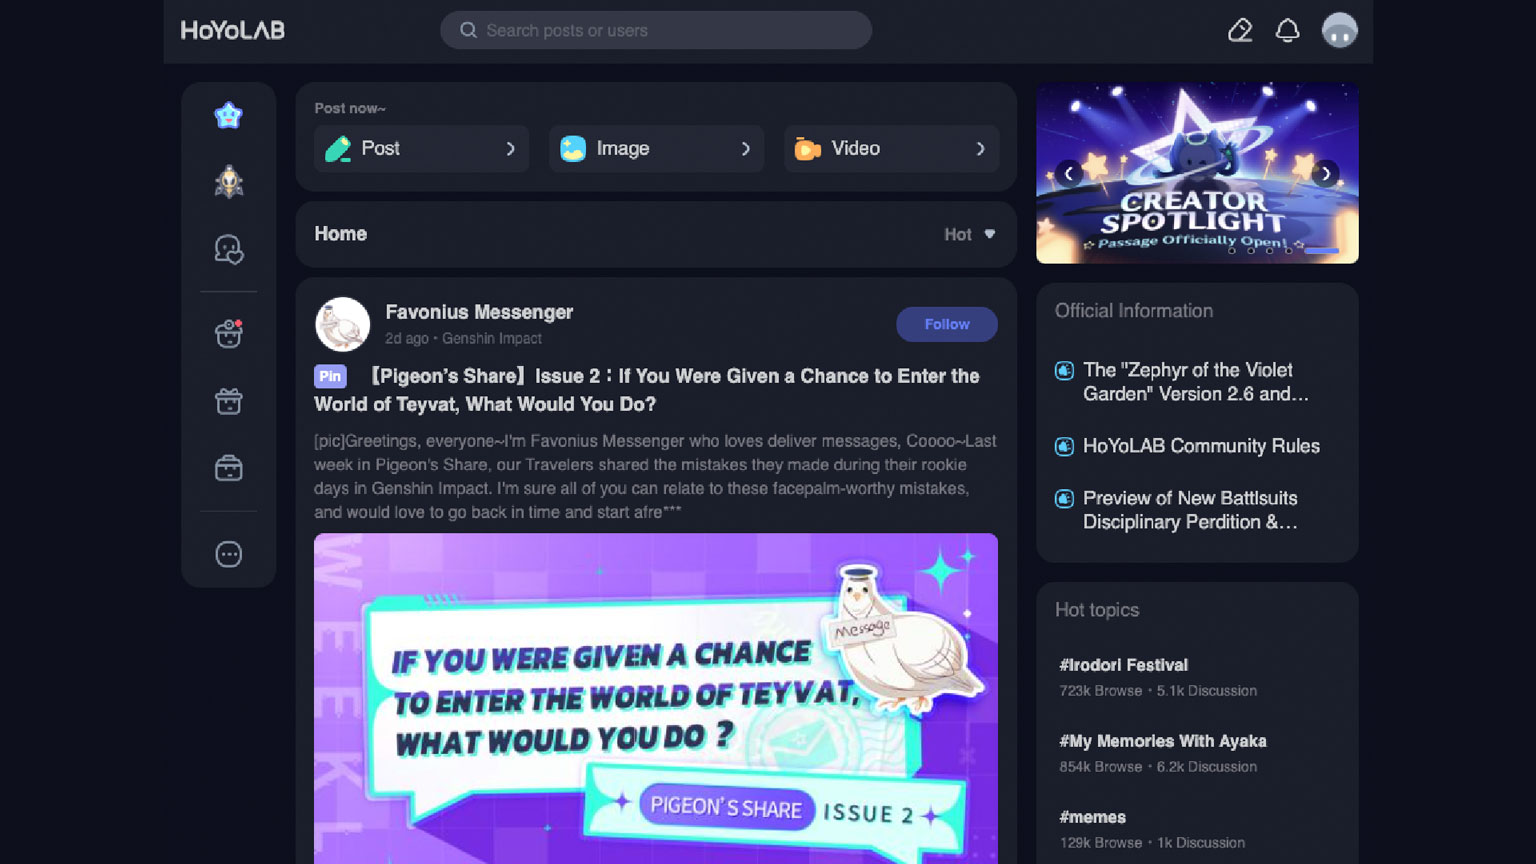 HoYoLAB
Search posts or users
Post now~
Post
Image
Video
Home
Hot
Favonius Messenger
2d ago • Genshin Impact
Follow
Pin 【Pigeon's Share】Issue 2：If You Were Given a Chance to Enter the
World of Teyvat, What Would You Do?
[pic]Greetings, everyone~I'm Favonius Messenger who loves deliver messages, Coooo~Last
week in Pigeon's Share, our Travelers shared the mistakes they made during their rookie
days in Genshin Impact. I'm sure all of you can relate to these facepalm-worthy mistakes,
and would love to go back in time and start afre***
WEEKL
Message
IF YOU WERE GIVEN A CHANCE
TO ENTER THE WORLD OF TEYVAT,
WHAT WOULD YOU DO ?
PIGEON'S SHARE ISSUE 2
CREATOR
SPOTLIGHT
Passage Officially Open!
Official Information
The "Zephyr of the Violet
Garden" Version 2.6 and...
HoYoLAB Community Rules
Preview of New Battlsuits
Disciplinary Perdition &...
Hot topics
#Irodori Festival
723k Browse • 5.1k Discussion
#My Memories With Ayaka
854k Browse • 6.2k Discussion
#memes
129k Browse • 1k Discussion